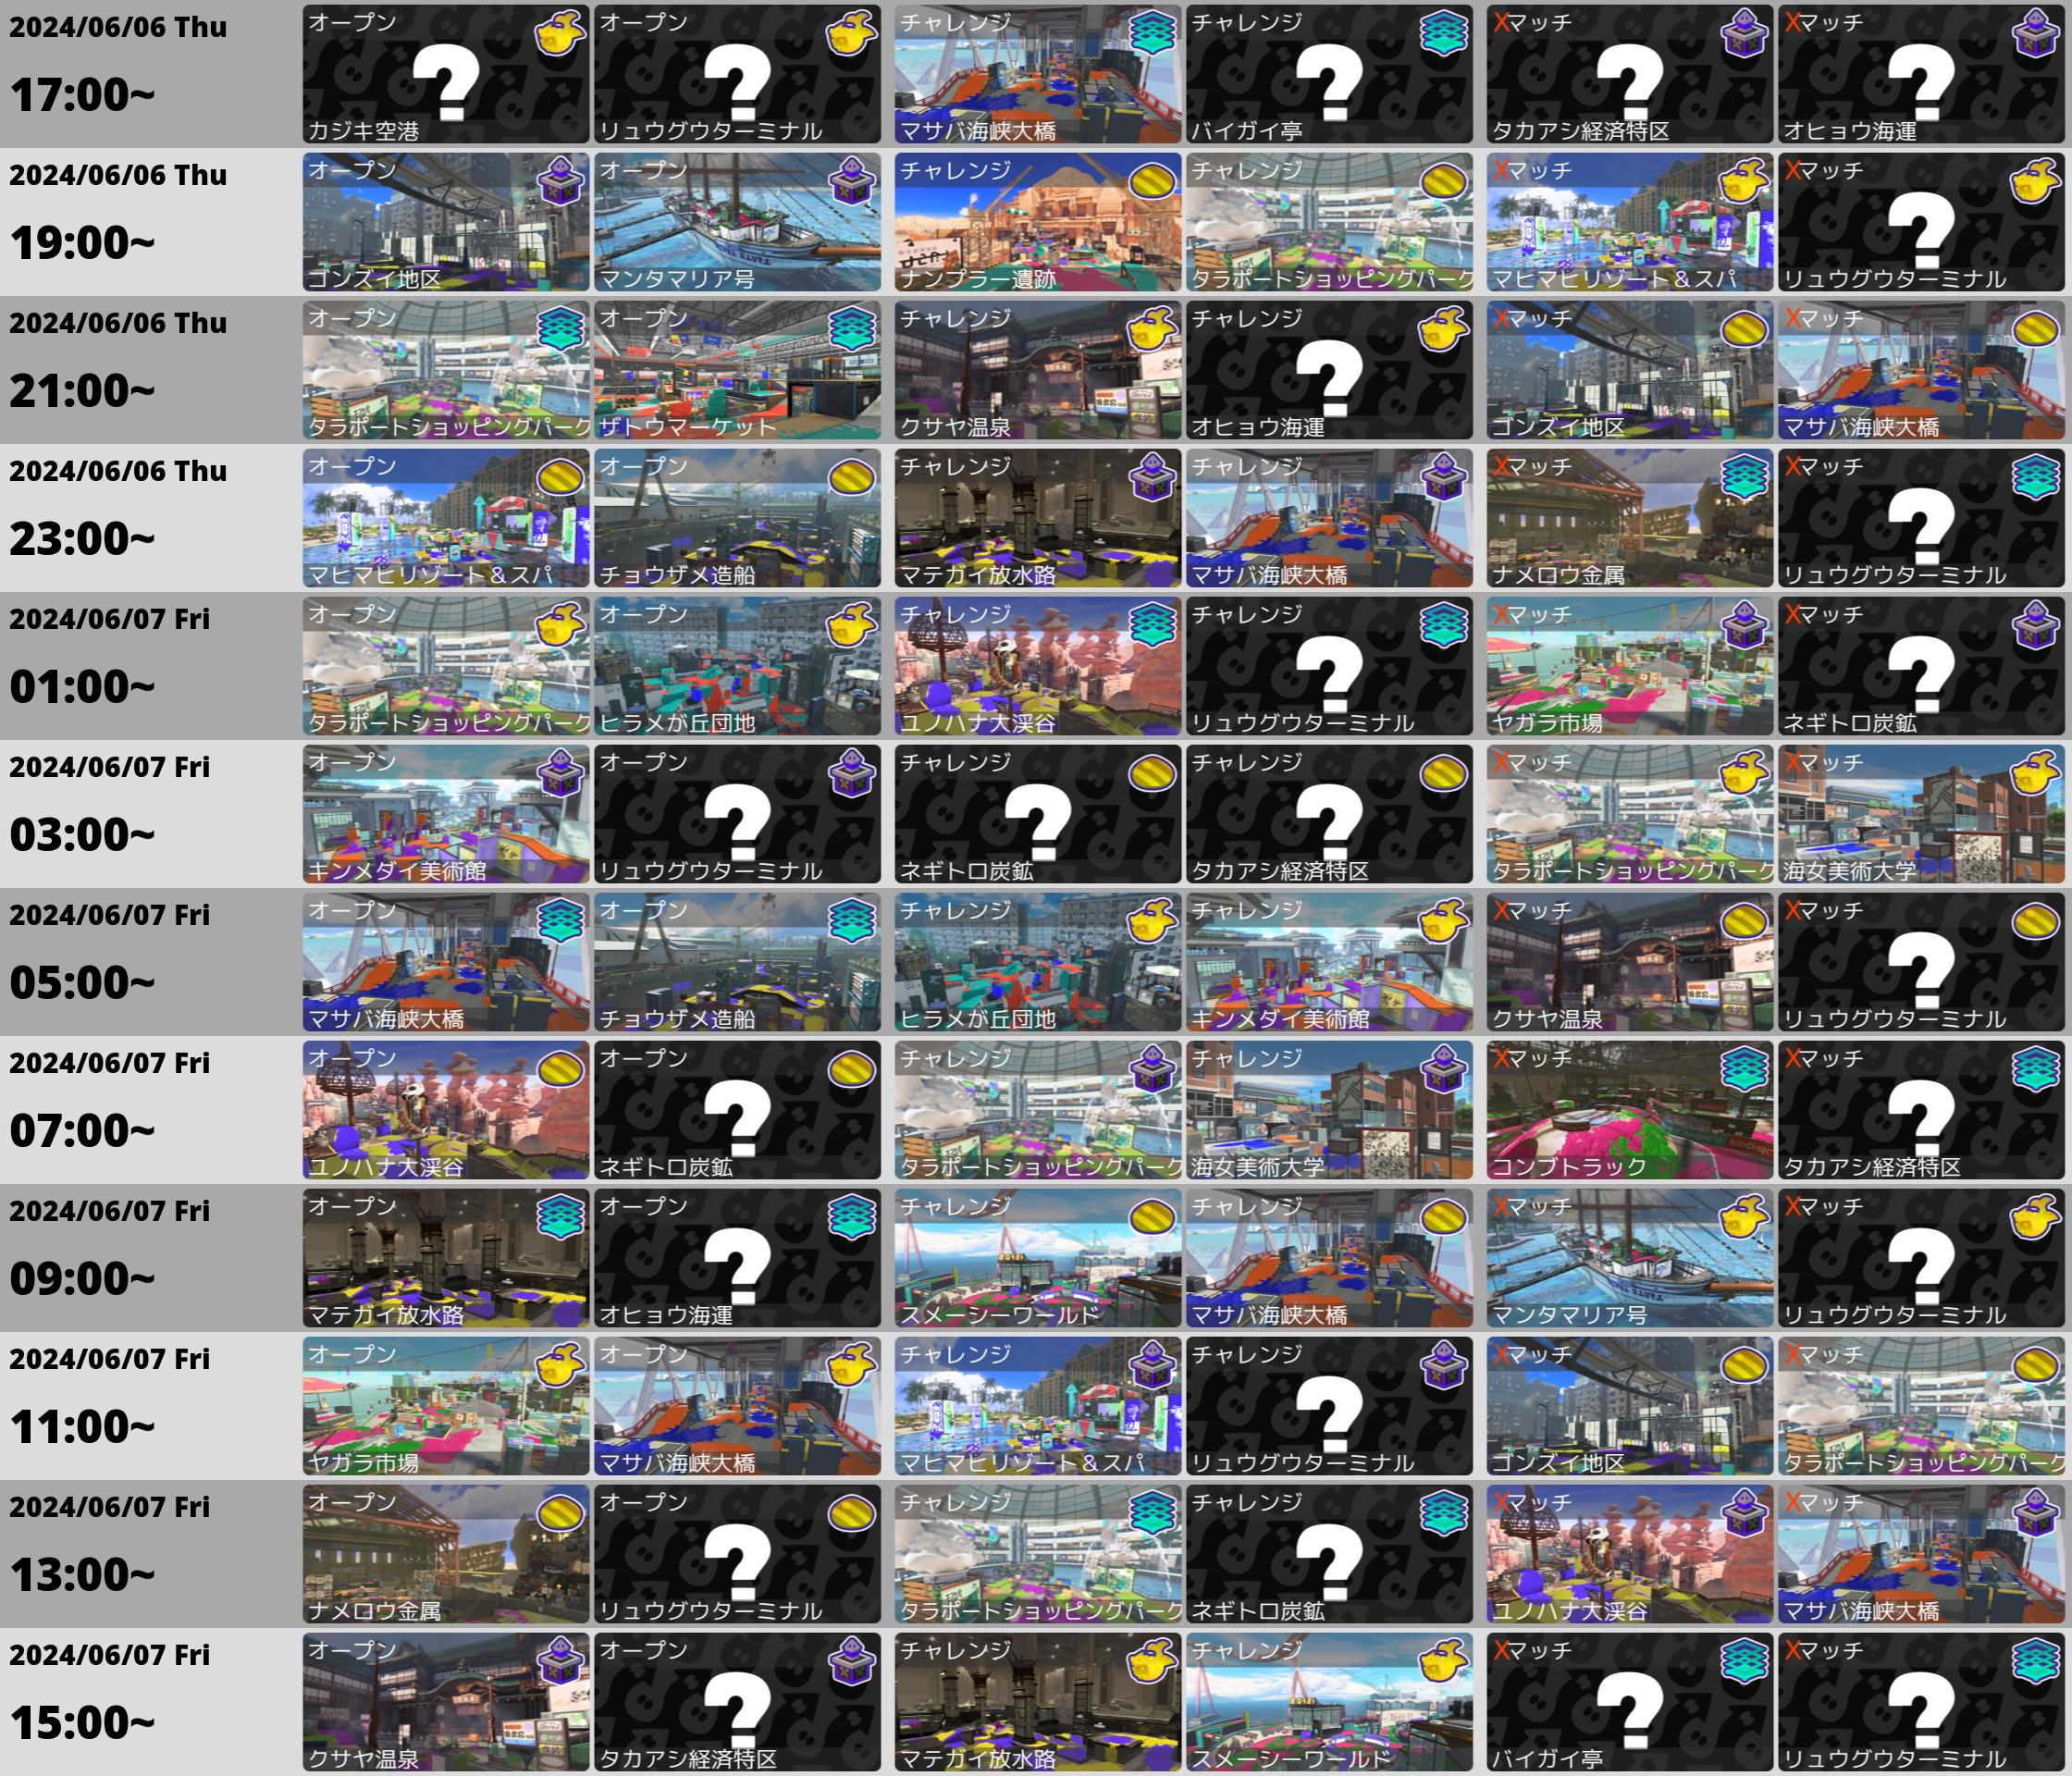 2024/06/06 Thu
17:00~
オープン
カジキ空港
オープン
リュウグウターミナル
チャレンジ
マサバ海峡大橋
チャレンジ
バイガイ亭
Xマッチ
タカアシ経済特区
Xマッチ
オヒョウ海運
2024/06/06 Thu
19:00~
オープン
ゴンズイ地区
オープン
マンタマリア号
チャレンジ
ナンプラー遺跡
チャレンジ
タラポートショッピングパーク
Xマッチ
マヒマヒリゾート&スパ
Xマッチ
リュウグウターミナル
2024/06/06 Thu
21:00~
オープン
タラポートショッピングパーク
オープン
ザトウマーケット
チャレンジ
クサヤ温泉
チャレンジ
オヒョウ海運
Xマッチ
ゴンズイ地区
Xマッチ
マサバ海峡大橋
2024/06/06 Thu
23:00~
オープン
マヒマヒリゾート&スパ
オープン
チョウザメ造船
チャレンジ
マテガイ放水路
チャレンジ
マサバ海峡大橋
Xマッチ
ナメロウ金属
Xマッチ
リュウグウターミナル
2024/06/07 Fri
01:00~
オープン
タラポートショッピングパーク
オープン
ヒラメが丘団地
チャレンジ
ユノハナ大渓谷
チャレンジ
リュウグウターミナル
Xマッチ
ヤガラ市場
Xマッチ
ネギトロ炭鉱
2024/06/07 Fri
03:00~
オープン
キンメダイ美術館
オープン
リュウグウターミナル
チャレンジ
ネギトロ炭鉱
チャレンジ
タカアシ経済特区
Xマッチ
タラポートショッピングパーク
Xマッチ
海女美術大学
2024/06/07 Fri
05:00~
オープン
マサバ海峡大橋
オープン
チョウザメ造船
チャレンジ
ヒラメが丘団地
チャレンジ
キンメダイ美術館
Xマッチ
クサヤ温泉
Xマッチ
リュウグウターミナル
2024/06/07 Fri
07:00~
オープン
ユノハナ大渓谷
オープン
ネギトロ炭鉱
チャレンジ
タラポートショッピングパーク
チャレンジ
海女美術大学
Xマッチ
コンブトラック
Xマッチ
タカアシ経済特区
2024/06/07 Fri
09:00~
オープン
マテガイ放水路
オープン
オヒョウ海運
チャレンジ
スメーシーワールド
チャレンジ
マサバ海峡大橋
Xマッチ
マンタマリア号
Xマッチ
リュウグウターミナル
2024/06/07 Fri
11:00~
オープン
ヤガラ市場
オープン
マサバ海峡大橋
チャレンジ
マヒマヒリゾート&スパ
チャレンジ
リュウグウターミナル
Xマッチ
ゴンズイ地区
Xマッチ
タラポートショッピングパーク
2024/06/07 Fri
13:00~
オープン
ナメロウ金属
オープン
リュウグウターミナル
チャレンジ
タラポートショッピングパーク
チャレンジ
ネギトロ炭鉱
Xマッチ
ユノハナ大渓谷
Xマッチ
マサバ海峡大橋
2024/06/07 Fri
15:00~
オープン
クサヤ温泉
オープン
タカアシ経済特区
チャレンジ
マテガイ放水路
チャレンジ
スメーシーワールド
Xマッチ
バイガイ亭
Xマッチ
リュウグウターミナル